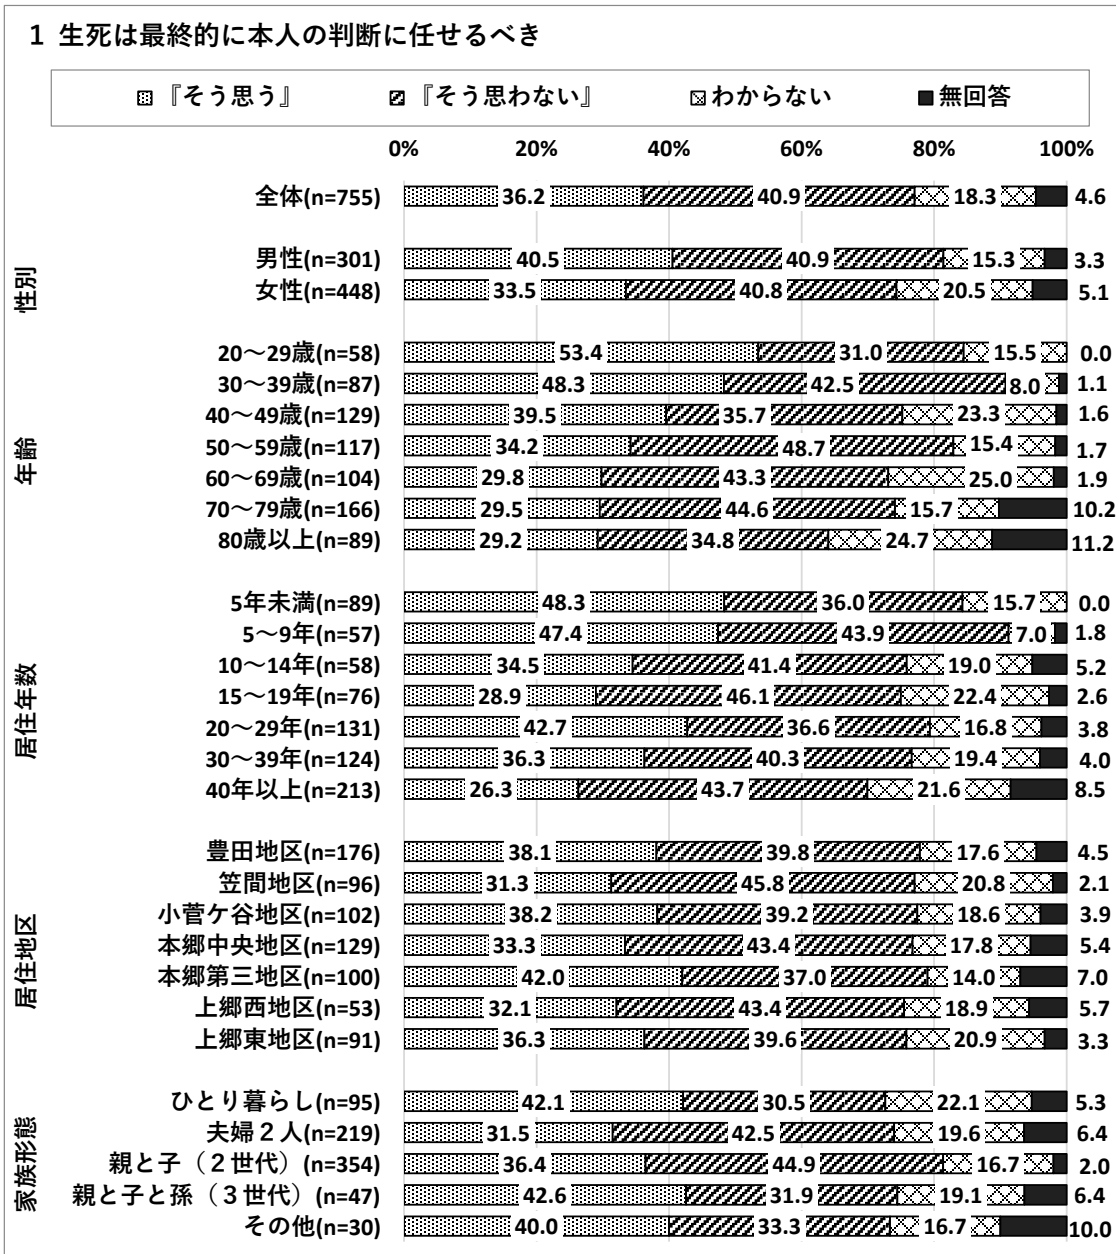 1 生死は最終的に本人の判断に任せるべき
『そう思う』 『そう思わない』 わからない 無回答
0% 20% 40% 60% 80% 100%
全体(n=755) 36.2 40.9 18.3 4.6
性別
男性(n=301) 40.5 40.9 15.3 3.3
女性(n=448) 33.5 40.8 20.5 5.1
年齢
20～29歳(n=58) 53.4 31.0 15.5 0.0
30～39歳(n=87) 48.3 42.5 8.0 1.1
40～49歳(n=129) 39.5 35.7 23.3 1.6
50～59歳(n=117) 34.2 48.7 15.4 1.7
60～69歳(n=104) 29.8 43.3 25.0 1.9
70～79歳(n=166) 29.5 44.6 15.7 10.2
80歳以上(n=89) 29.2 34.8 24.7 11.2
居住年数
5年未満(n=89) 48.3 36.0 15.7 0.0
5～9年(n=57) 47.4 43.9 7.0 1.8
10～14年(n=58) 34.5 41.4 19.0 5.2
15～19年(n=76) 28.9 46.1 22.4 2.6
20～29年(n=131) 42.7 36.6 16.8 3.8
30～39年(n=124) 36.3 40.3 19.4 4.0
40年以上(n=213) 26.3 43.7 21.6 8.5
居住地区
豊田地区(n=176) 38.1 39.8 17.6 4.5
笠間地区(n=96) 31.3 45.8 20.8 2.1
小菅ケ谷地区(n=102) 38.2 39.2 18.6 3.9
本郷中央地区(n=129) 33.3 43.4 17.8 5.4
本郷第三地区(n=100) 42.0 37.0 14.0 7.0
上郷西地区(n=53) 32.1 43.4 18.9 5.7
上郷東地区(n=91) 36.3 39.6 20.9 3.3
家族形態
ひとり暮らし(n=95) 42.1 30.5 22.1 5.3
夫婦２人(n=219) 31.5 42.5 19.6 6.4
親と子（２世代）(n=354) 36.4 44.9 16.7 2.0
親と子と孫（３世代）(n=47) 42.6 31.9 19.1 6.4
その他(n=30) 40.0 33.3 16.7 10.0